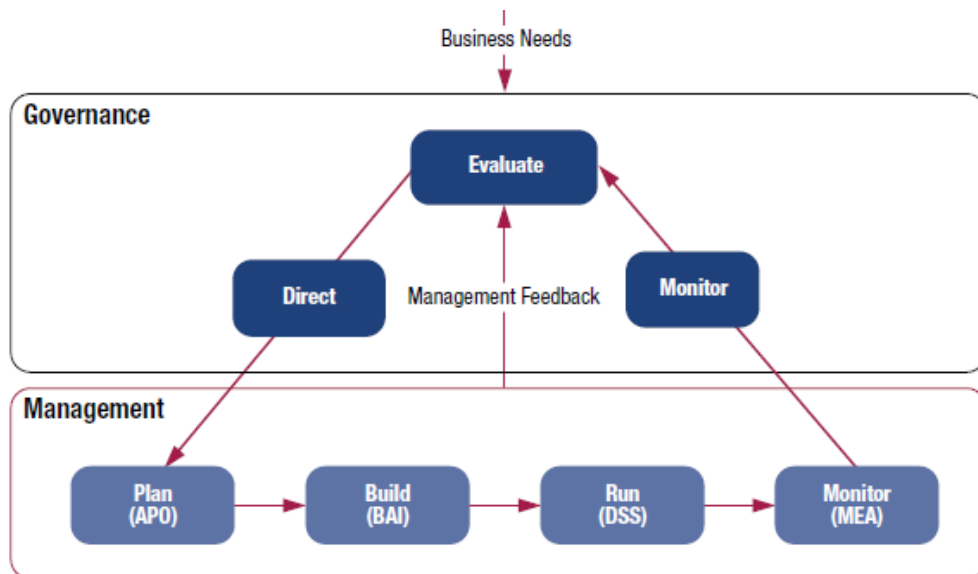 Business Needs
Governance
Evaluate
Direct
Management Feedback
Monitor
Management
Plan
(APO)
Build
(BAI)
Run
(DSS)
Monitor
(MEA)